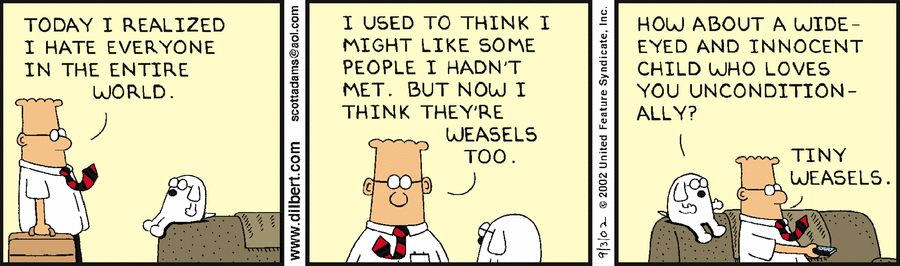 TODAY I REALIZED
I HATE EVERYONE
IN THE ENTIRE
WORLD.
www.dilbert.com scottadams@aol.com
I USED TO THINK I
MIGHT LIKE SOME
PEOPLE I HADN'T
MET. BUT NOW I
THINK THEY'RE
WEASELS
TOO.
9/3/02 © 2002 United Feature Syndicate, Inc.
HOW ABOUT A WIDE-
EYED AND INNOCENT
CHILD WHO LOVES
YOU UNCONDITION-
ALLY?
TINY
WEASELS.